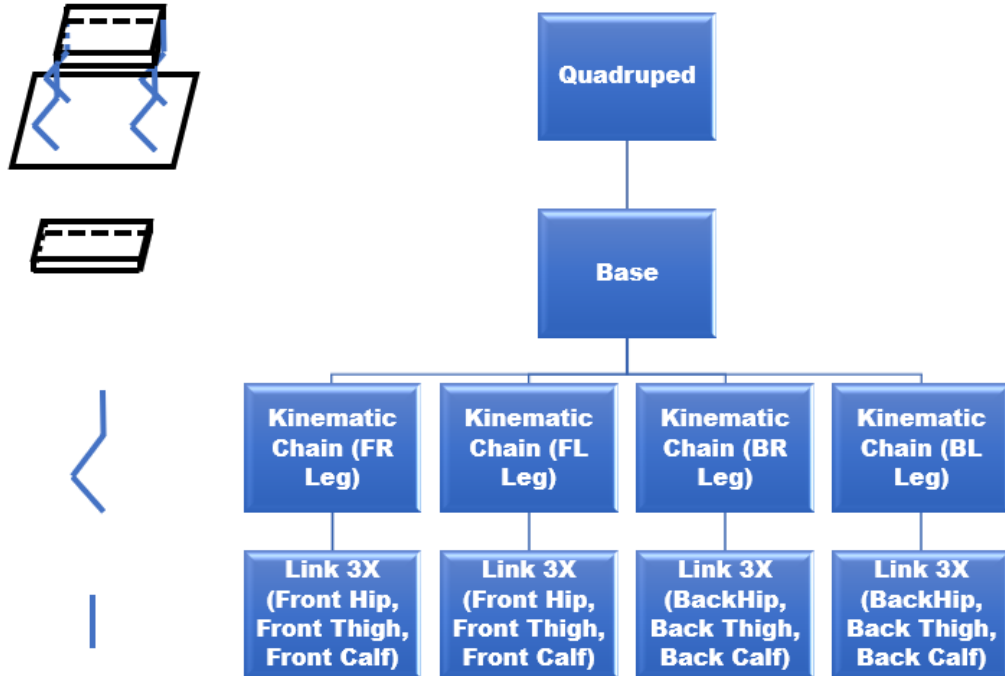 Quadruped
Base
Kinematic
Chain (FR
Leg)
Kinematic
Chain (FL
Leg)
Kinematic
Chain (BR
Leg)
Kinematic
Chain (BL
Leg)
Link 3X
(Front Hip,
Front Thigh,
Front Calf)
Link 3X
(Front Hip,
Front Thigh,
Front Calf)
Link 3X
(BackHip,
Back Thigh,
Back Calf)
Link 3X
(BackHip,
Back Thigh,
Back Calf)